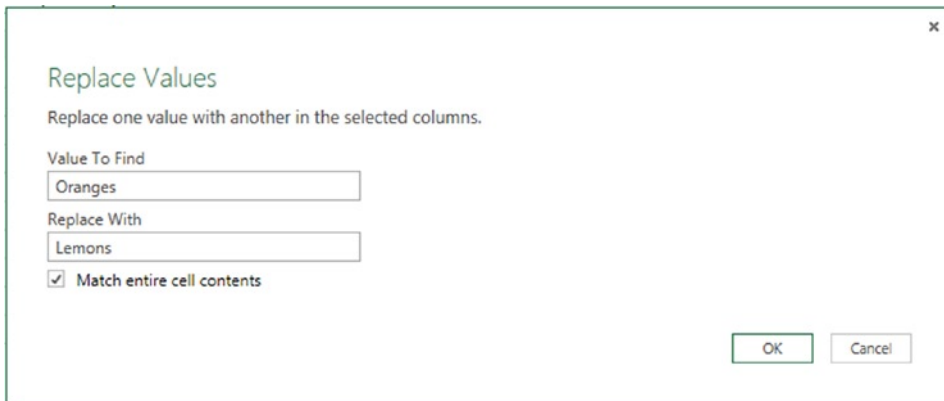 Replace Values
Replace one value with another in the selected columns.
Value To Find
Oranges
Replace With
Lemons
Match entire cell contents
OK
Cancel